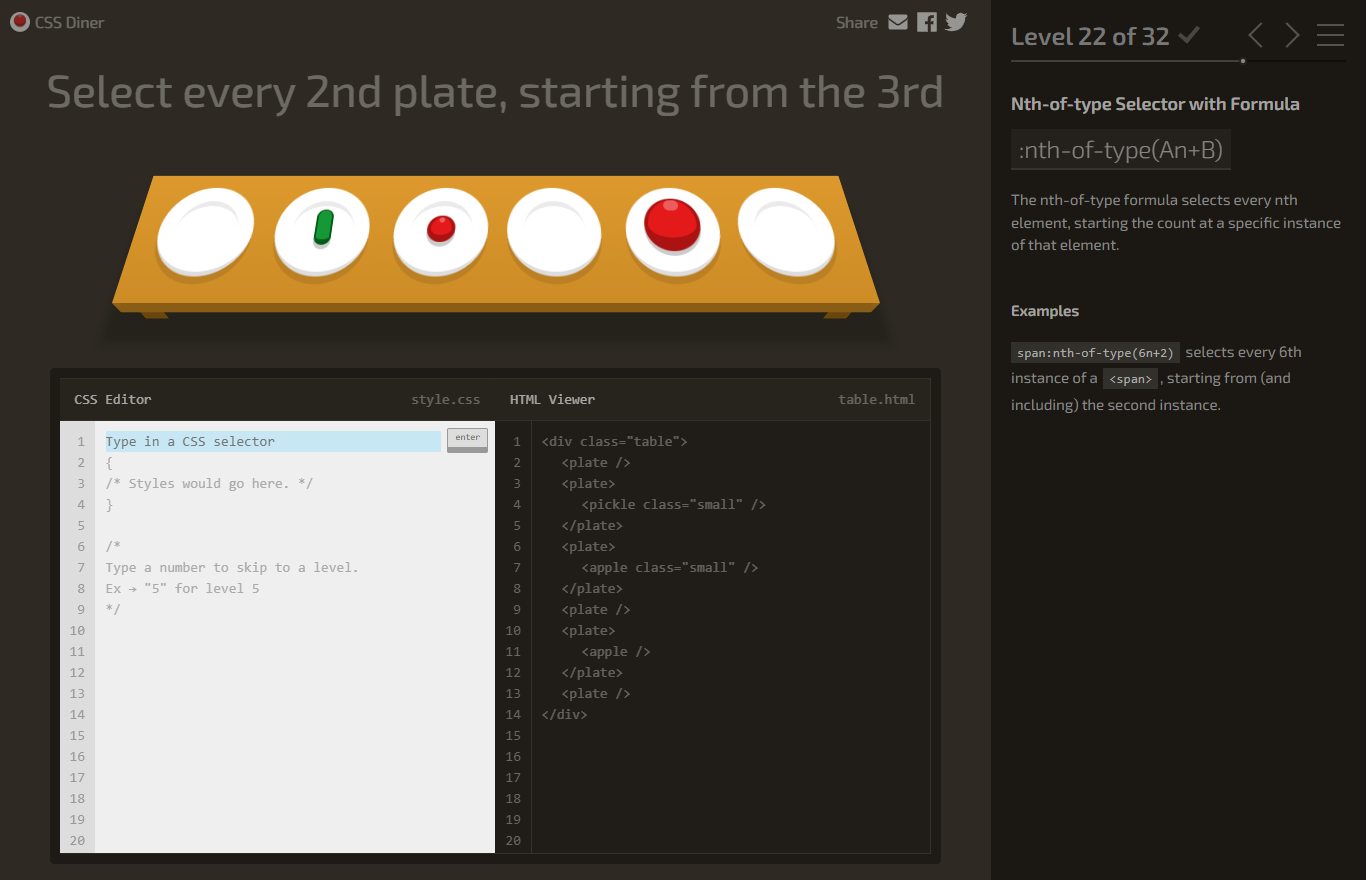 CSS Diner
Share
Select every 2nd plate, starting from the 3rd
CSS Editor
style.css
1 Type in a CSS selector
enter
2 {
3 /* Styles would go here. */
4 }
5
6 /*
7 Type a number to skip to a level.
8 Ex → "5" for level 5
9 */
10
11
12
13
14
15
16
17
18
19
20
HTML Viewer
table.html
1 <div class="table">
2 <plate />
3 <plate>
4 <pickle class="small" />
5 </plate>
6 <plate>
7 <apple class="small" />
8 </plate>
9 <plate />
10 <plate>
11 <apple />
12 </plate>
13 <plate />
14 </div>
15
16
17
18
19
20
Level 22 of 32
Nth-of-type Selector with Formula
:nth-of-type(An+B)
The nth-of-type formula selects every nth
element, starting the count at a specific instance
of that element.
Examples
span:nth-of-type(6n+2) selects every 6th
instance of a <span>, starting from (and
including) the second instance.